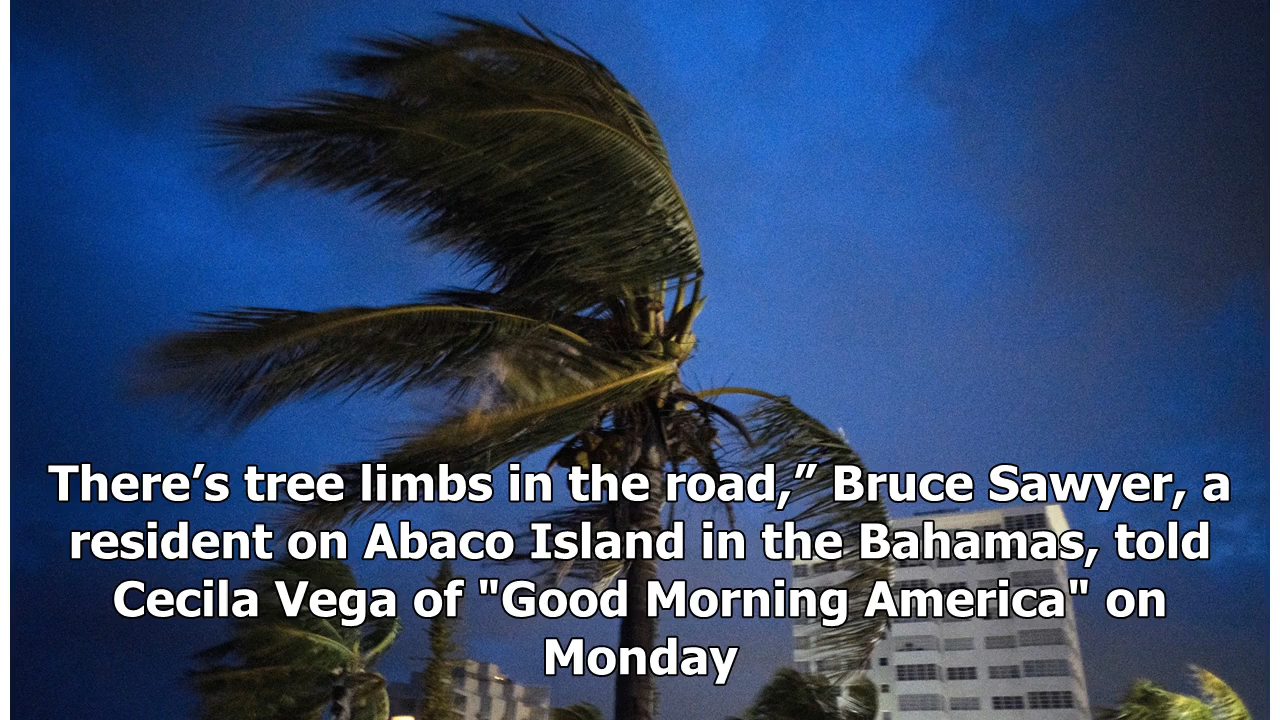 There’s tree limbs in the road,” Bruce Sawyer, a
resident on Abaco Island in the Bahamas, told
Cecila Vega of "Good Morning America" on
Monday